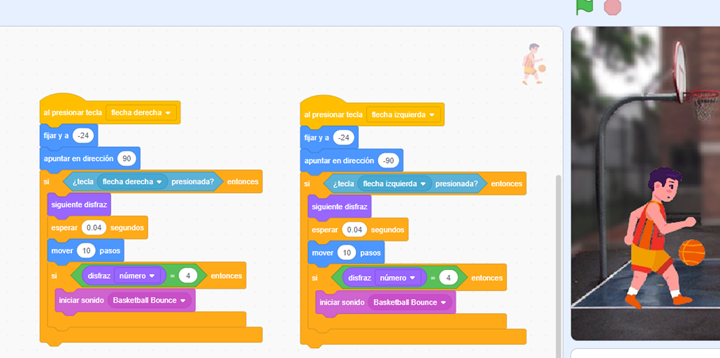 al presionar tecla flecha derecha
fijar y a -24
apuntar en dirección 90
si ¿tecla flecha derecha presionada? entonces
siguiente disfraz
esperar 0.04 segundos
mover 10 pasos
si disfraz número = 4 entonces
iniciar sonido Basketball Bounce
al presionar tecla flecha izquierda
fijar y a -24
apuntar en dirección -90
si ¿tecla flecha izquierda presionada? entonces
siguiente disfraz
esperar 0.04 segundos
mover 10 pasos
si disfraz número = 4 entonces
iniciar sonido Basketball Bounce